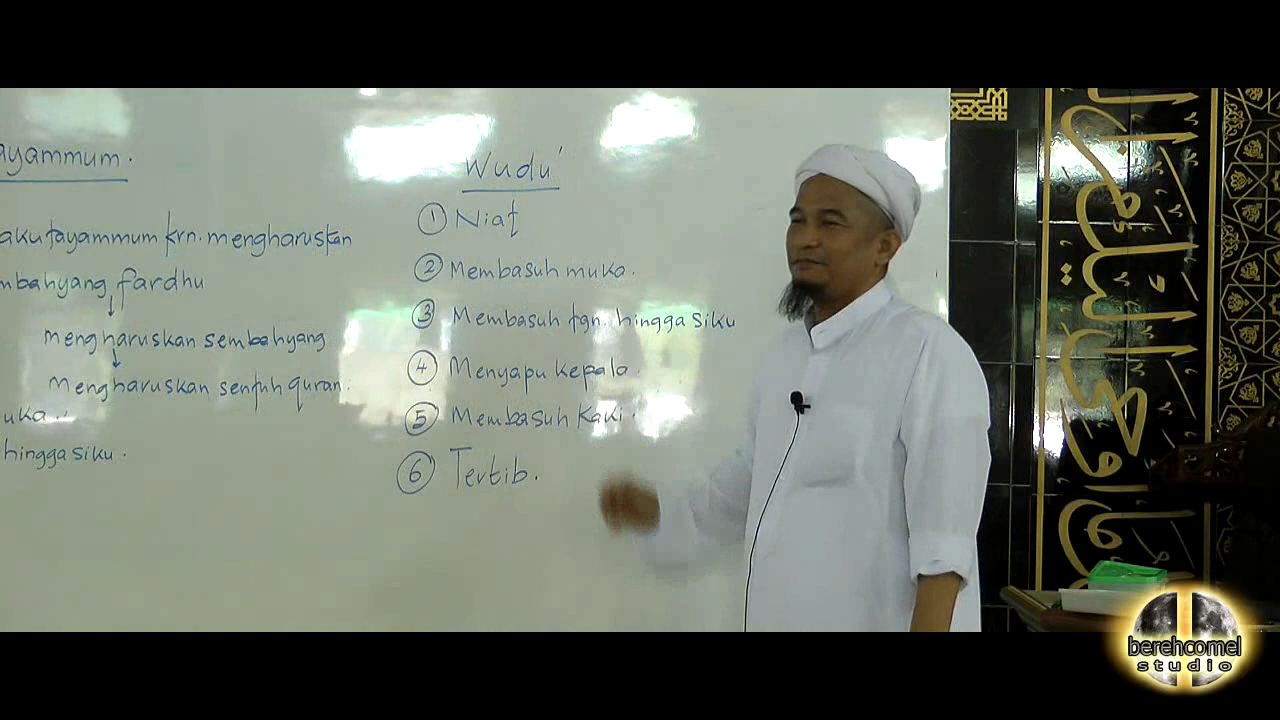 ayammum.
aku tayammum krn. mengharuskan
mbahyang fardhu
mengharuskan sembahyang
mengharuskan sentuh quran.
uka.
hingga siku.
Wudu'
① Niat
② Membasuh muka.
③ Membasuh tgn. hingga siku
④ Menyapu kepala.
⑤ Membasuh kaki.
⑥ Tertib.
berehcomel
studio